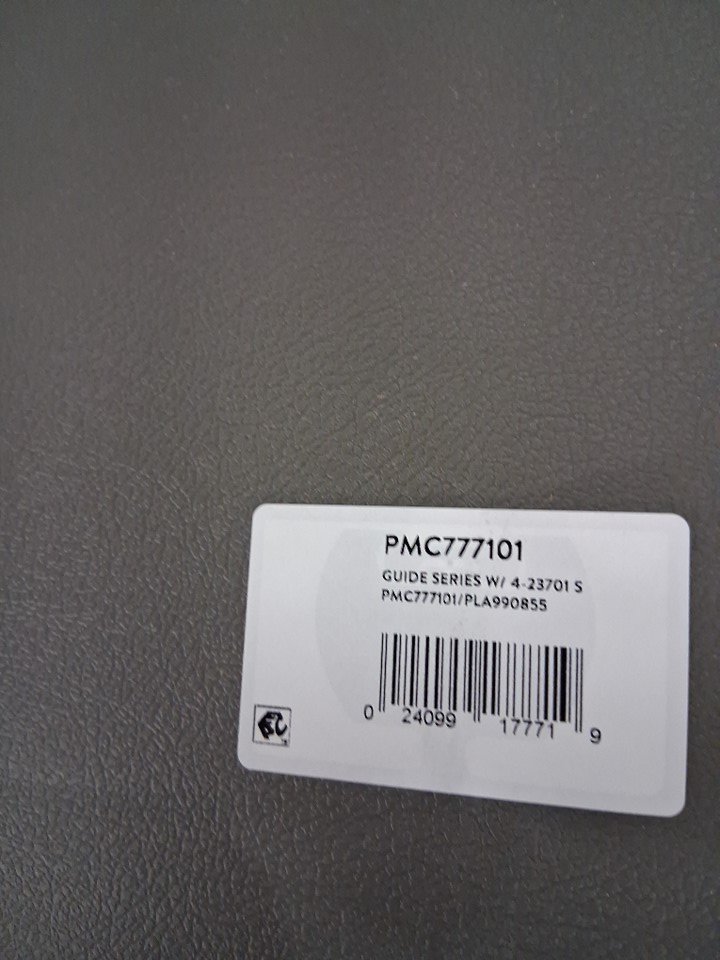 PMC777101
GUIDE SERIES W/ 4-23701 S
PMC777101/PLA990855
0 24099 17771 9